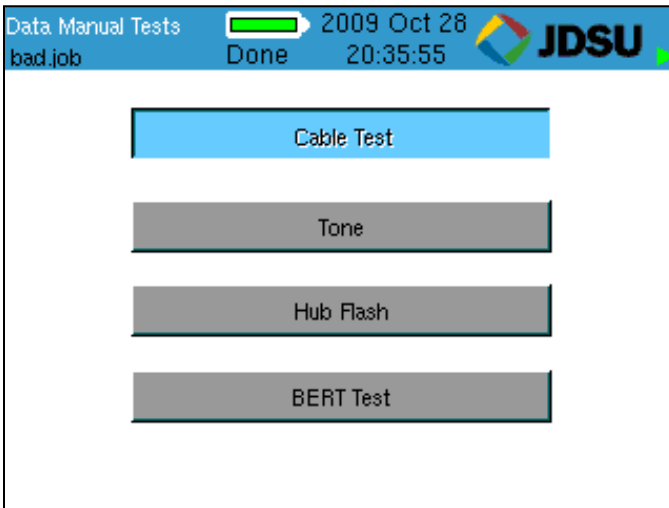 Data Manual Tests 2009 Oct 28
bad.job Done 20:35:55 JDSU
Cable Test
Tone
Hub Flash
BERT Test